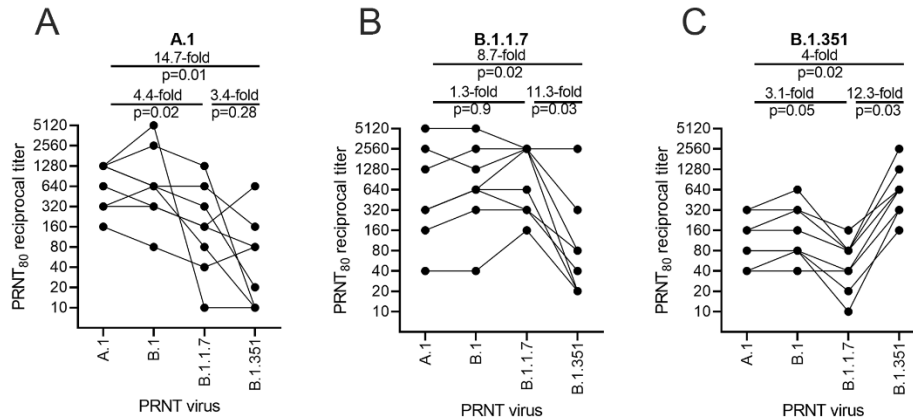 A
A.1
14.7-fold
p=0.01
4.4-fold
3.4-fold
p=0.02
p=0.28
5120
2560
1280
640
320
160
80
40
20
10
PRNT80 reciprocal titer
A.1
B.1
B.1.1.7
B.1.351
PRNT virus
B
B.1.1.7
8.7-fold
p=0.02
1.3-fold
11.3-fold
p=0.9
p=0.03
5120
2560
1280
640
320
160
80
40
20
10
PRNT80 reciprocal titer
A.1
B.1
B.1.1.7
B.1.351
PRNT virus
C
B.1.351
4-fold
p=0.02
3.1-fold
12.3-fold
p=0.05
p=0.03
5120
2560
1280
640
320
160
80
40
20
10
PRNT80 reciprocal titer
A.1
B.1
B.1.1.7
B.1.351
PRNT virus